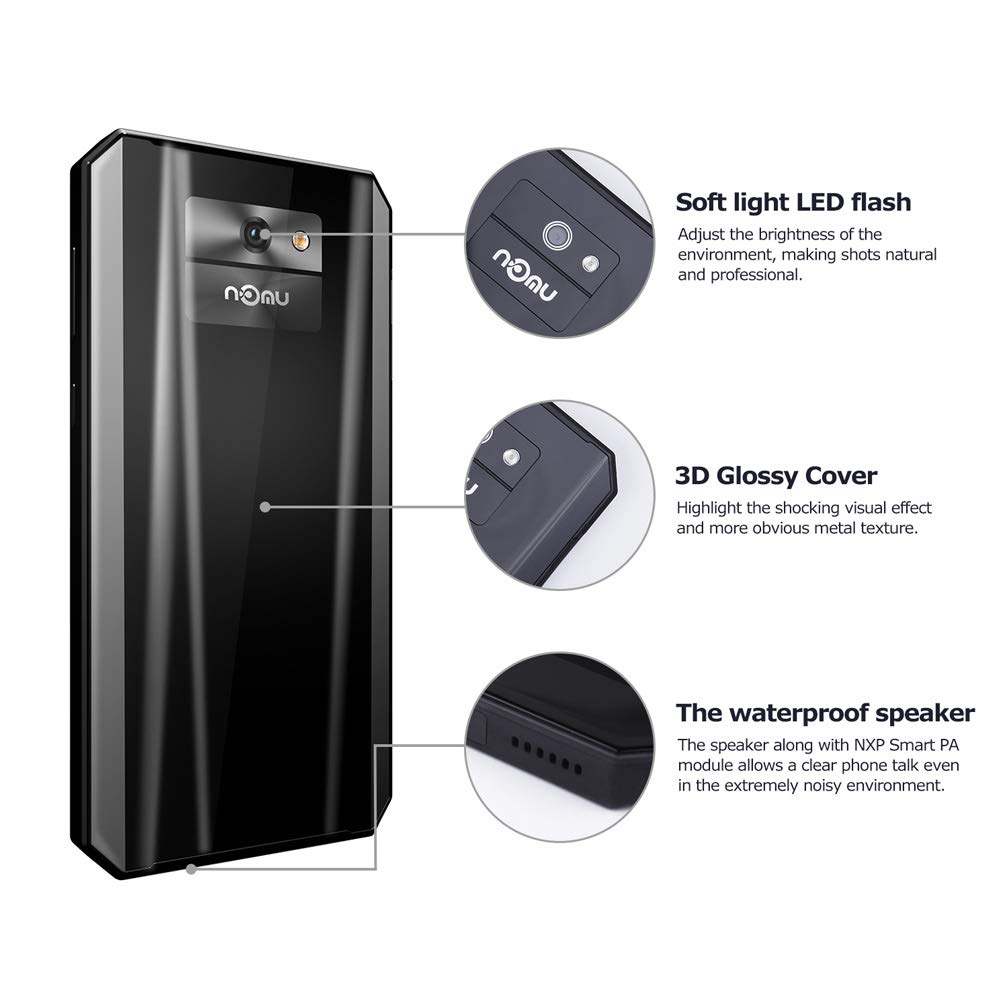 nomu
Soft light LED flash
Adjust the brightness of the
environment, making shots natural
and professional.
nomu
3D Glossy Cover
Highlight the shocking visual effect
and more obvious metal texture.
The waterproof speaker
The speaker along with NXP Smart PA
module allows a clear phone talk even
in the extremely noisy environment.